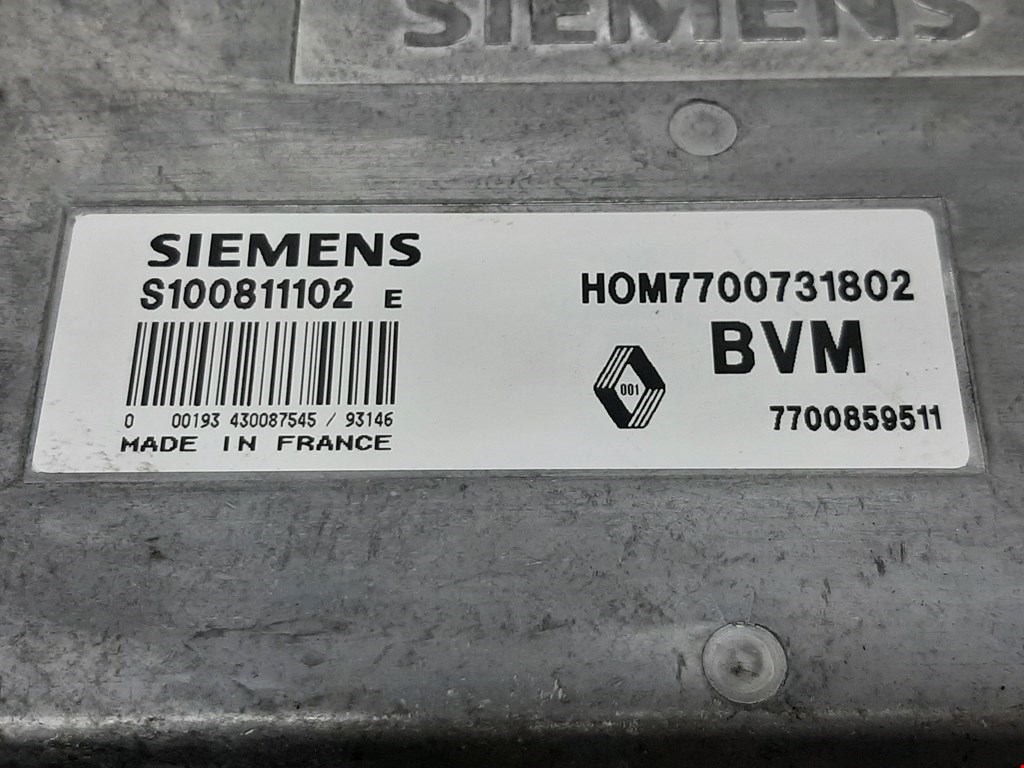 SIEMENS
SIEMENS
S100811102 E
0 00193 430087545 / 93146
MADE IN FRANCE
HOM7700731802
BVM
001
7700859511